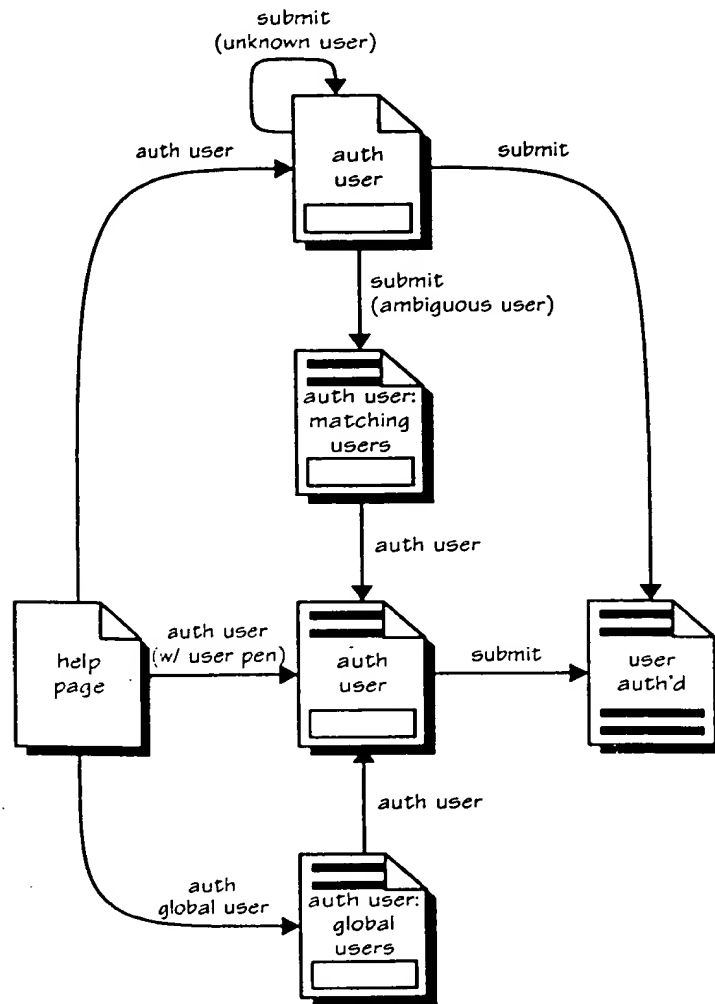 submit
(unknown user)
auth user
auth
user
submit
submit
(ambiguous user)
auth user:
matching
users
auth user
help
page
auth user
(w/ user pen)
auth
user
submit
user
auth'd
auth user
auth
global user
auth user:
global
users